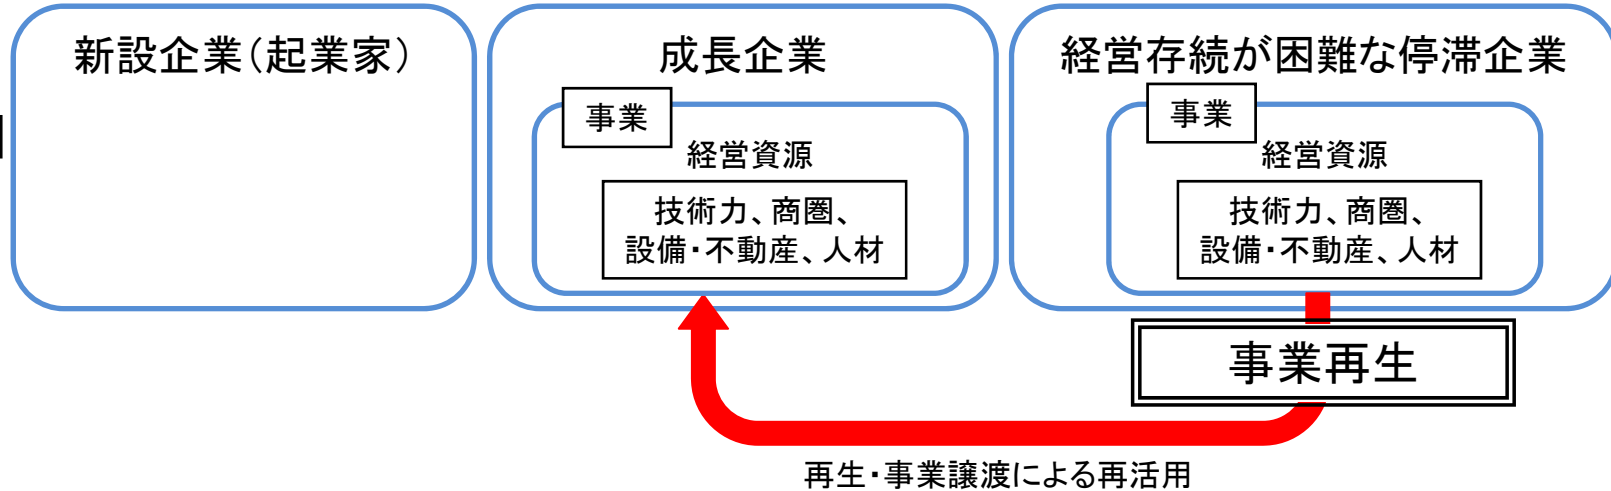 新設企業(起業家)
成長企業
事業
経営資源
技術力、商圏、
設備・不動産、人材
経営存続が困難な停滞企業
事業
経営資源
技術力、商圏、
設備・不動産、人材
事業再生
再生・事業譲渡による再活用